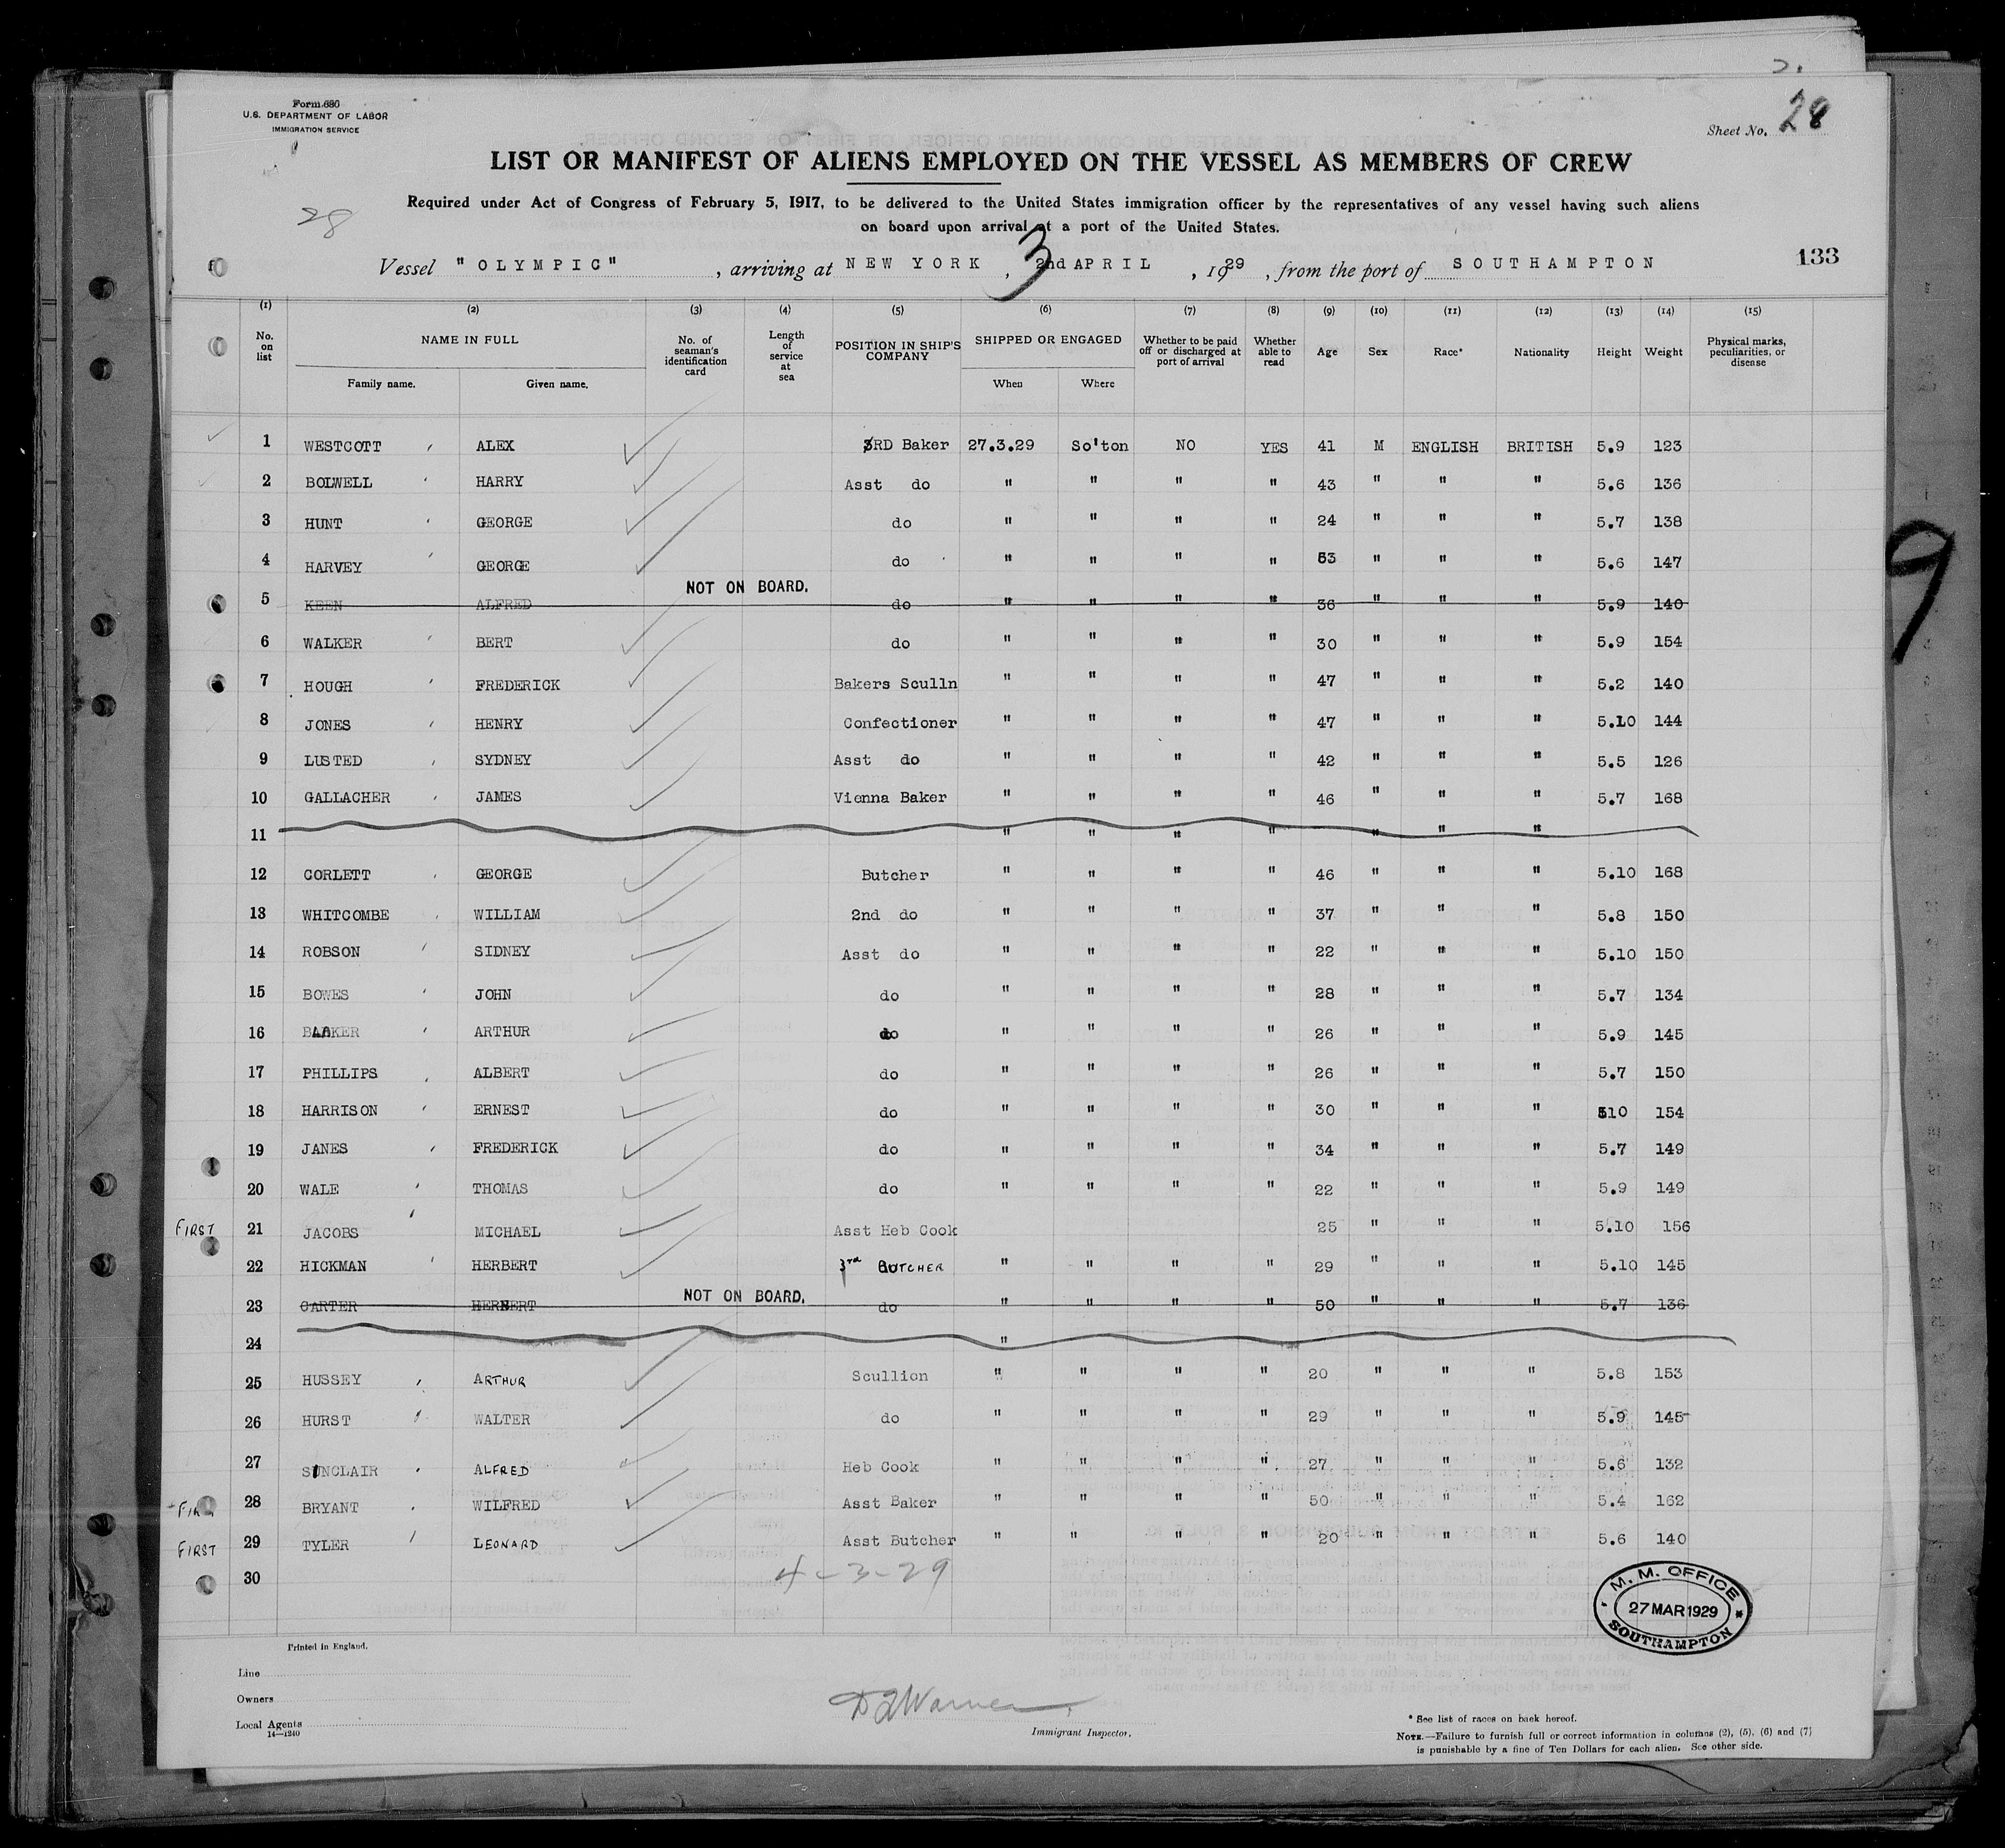 Form 680
U.S. DEPARTMENT OF LABOR
IMMIGRATION SERVICE
Sheet No. 28
LIST OR MANIFEST OF ALIENS EMPLOYED ON THE VESSEL AS MEMBERS OF CREW
Required under Act of Congress of February 5, 1917, to be delivered to the United States immigration officer by the representatives of any vessel having such aliens
on board upon arrival at a port of the United States.
28
Vessel "OLYMPIC", arriving at NEW YORK, 3 2nd APRIL, 1929, from the port of SOUTHAMPTON
133
(1) (2) (3) (4) (5) (6) (7) (8) (9) (10) (11) (12) (13) (14) (15)
No. on list NAME IN FULL Family name. Given name. No. of seaman's identification card Length of service at sea POSITION IN SHIP'S COMPANY SHIPPED OR ENGAGED When Where Whether to be paid off or discharged at port of arrival Whether able to read Age Sex Race* Nationality Height Weight Physical marks, peculiarities, or disease
1 WESTCOTT ALEX 3RD Baker 27.3.29 So'ton NO YES 41 M ENGLISH BRITISH 5.9 123
2 BOLWELL HARRY Asst do " " " " 43 " " " 5.6 136
3 HUNT GEORGE do " " " " 24 " " " 5.7 138
4 HARVEY GEORGE do " " " " 53 " " " 5.6 147
NOT ON BOARD.
5 KEEN ALFRED do " " " " 36 " " " 5.9 140
6 WALKER BERT do " " " " 30 " " " 5.9 154
7 HOUGH FREDERICK Bakers Sculln " " " " 47 " " " 5.2 140
8 JONES HENRY Confectioner " " " " 47 " " " 5.10 144
9 LUSTED SYDNEY Asst do " " " " 42 " " " 5.5 126
10 GALLACHER JAMES Vienna Baker " " " " 46 " " " 5.7 168
11 " " " " " " "
12 CORLETT GEORGE Butcher " " " " 46 " " " 5.10 168
13 WHITCOMBE WILLIAM 2nd do " " " " 37 " " " 5.8 150
14 ROBSON SIDNEY Asst do " " " " 22 " " " 5.10 150
15 BOWES JOHN do " " " " 28 " " " 5.7 134
16 ARTHUR do " " " " 26 " " " 5.9 145
17 PHILLIPS ALBERT do " " " " 26 " " " 5.7 150
18 HARRISON ERNEST do " " " " 30 " " " 510 154
19 JANES FREDERICK do " " " " 34 " " " 5.7 149
20 WALE THOMAS do " " " " 22 " " " 5.9 149
FIRST 21 JACOBS MICHAEL Asst Heb Cook 25 " " " 5.10 156
22 HICKMAN HERBERT 3rd BUTCHER " " " " 29 " " " 5.10 145
NOT ON BOARD.
23 CARTER HERBERT do " " " " 50 " " " 5.7 136
24 "
25 HUSSEY ARTHUR Scullion " " " " 20 " " " 5.8 153
26 HURST WALTER do " " " " 29 " " " 5.9 145
27 SINCLAIR ALFRED Heb Cook " " " " 27 " " " 5.6 132
FIRST 28 BRYANT WILFRED Asst Baker " " " " 50 " " " 5.4 162
FIRST 29 TYLER LEONARD Asst Butcher " " " " 20 " " " 5.6 140
30
4-3-29
M. M. OFFICE
27 MAR 1929
SOUTHAMPTON
Printed in England.
Line
Owners
Local Agents
14—1240
Immigrant Inspector.
* See list of races on back hereof.
NOTE.—Failure to furnish full or correct information in columns (2), (5), (6) and (7)
is punishable by a fine of Ten Dollars for each alien. See other side.
9